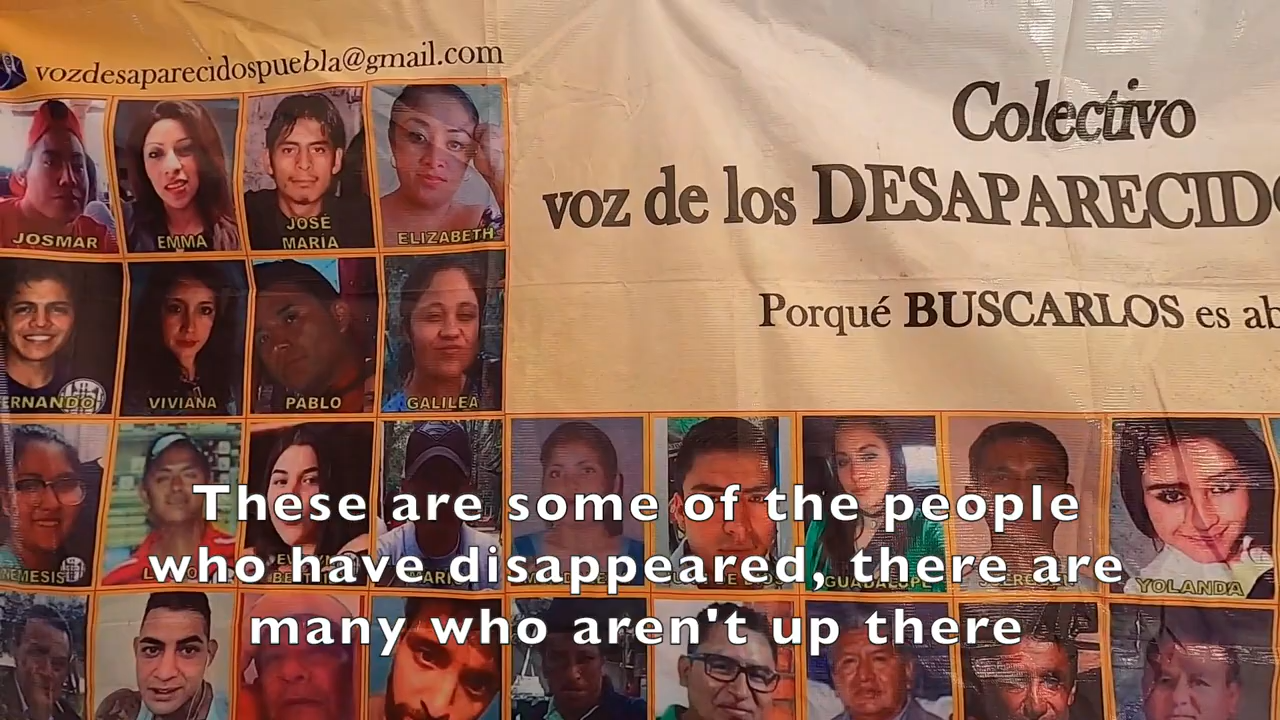 vozdesaparecidospuebla@gmail.com
Colectivo
voz de los DESAPARECIDO
Porqué BUSCARLOS es ab
JOSMAR
EMMA
JOSÉ
MARÍA
ELIZABETH
ERNANDO
VIVIANA
PABLO
GALILEA
NEMESIS
GUADALUPE
YOLANDA
These are some of the people
who have disappeared, there are
many who aren't up there